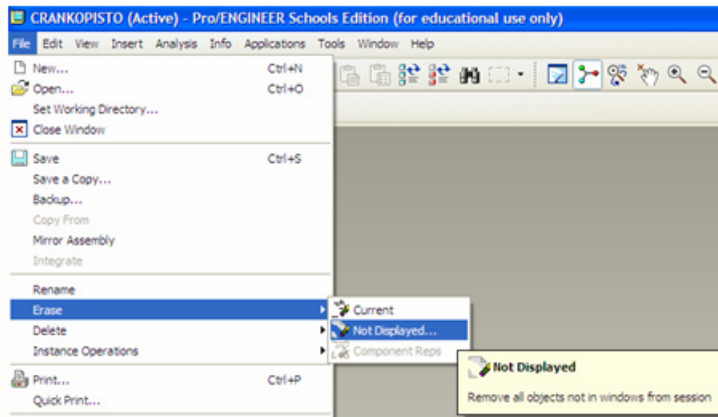 CRANKOPISTO (Active) - Pro/ENGINEER Schools Edition (for educational use only)
File Edit View Insert Analysis Info Applications Tools Window Help
New... Ctrl+N
Open... Ctrl+O
Set Working Directory...
Close Window
Save Ctrl+S
Save a Copy...
Backup...
Copy From
Mirror Assembly
Integrate
Rename
Erase
Current
Delete
Not Displayed...
Instance Operations
Component Reps
Not Displayed
Print... Ctrl+P
Remove all objects not in windows from session
Quick Print...